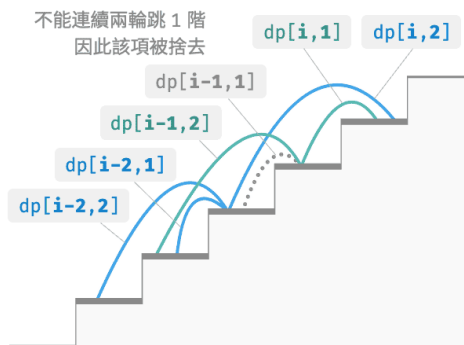 不能連續兩輪跳 1 階
因此該項被捨去
dp[i,1]
dp[i,2]
dp[i-1,1]
dp[i-1,2]
dp[i-2,1]
dp[i-2,2]